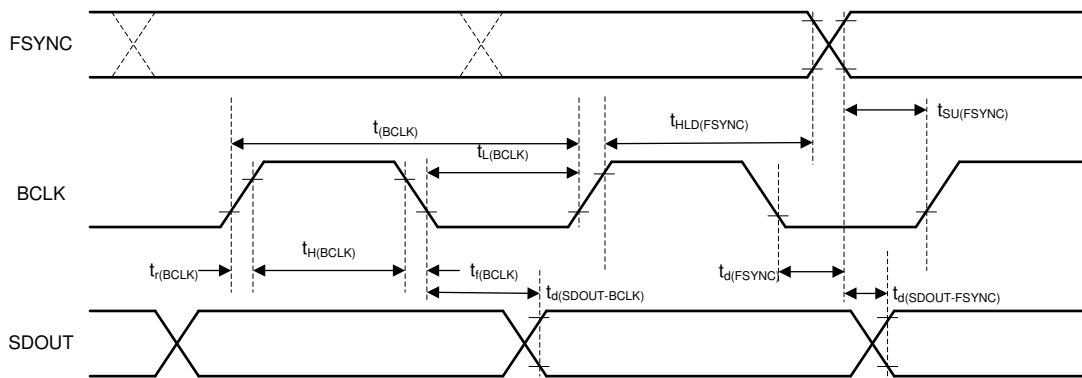 FSYNC
t(BCLK)
tHLD(FSYNC)
tSU(FSYNC)
tL(BCLK)
BCLK
tr(BCLK)
tH(BCLK)
tf(BCLK)
td(FSYNC)
td(SDOUT-BCLK)
td(SDOUT-FSYNC)
SDOUT